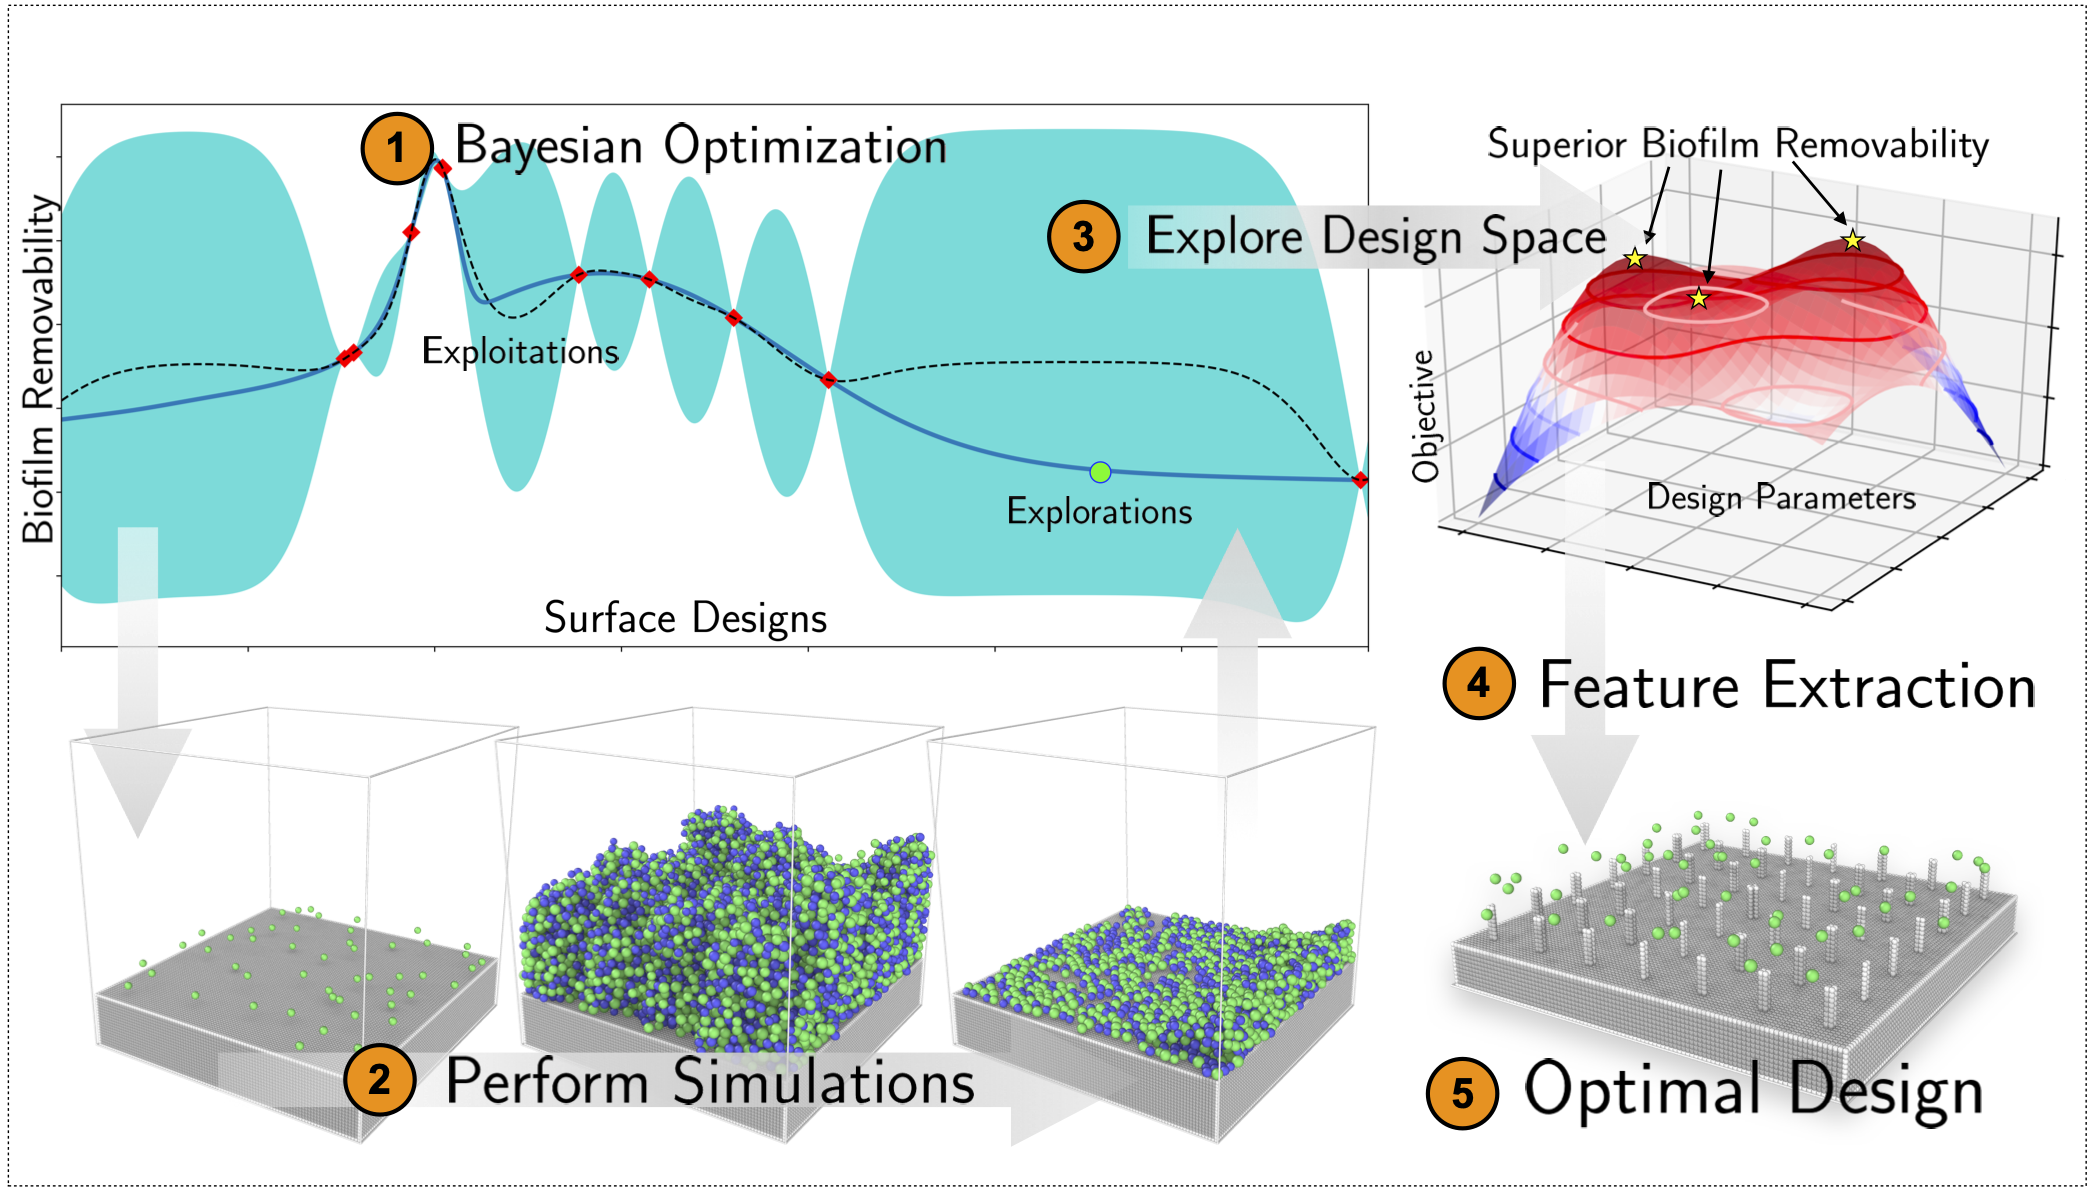 1 Bayesian Optimization
Biofilm Removability
Exploitations
Explorations
Surface Designs
2 Perform Simulations
3 Explore Design Space
Superior Biofilm Removability
Objective
Design Parameters
4 Feature Extraction
5 Optimal Design